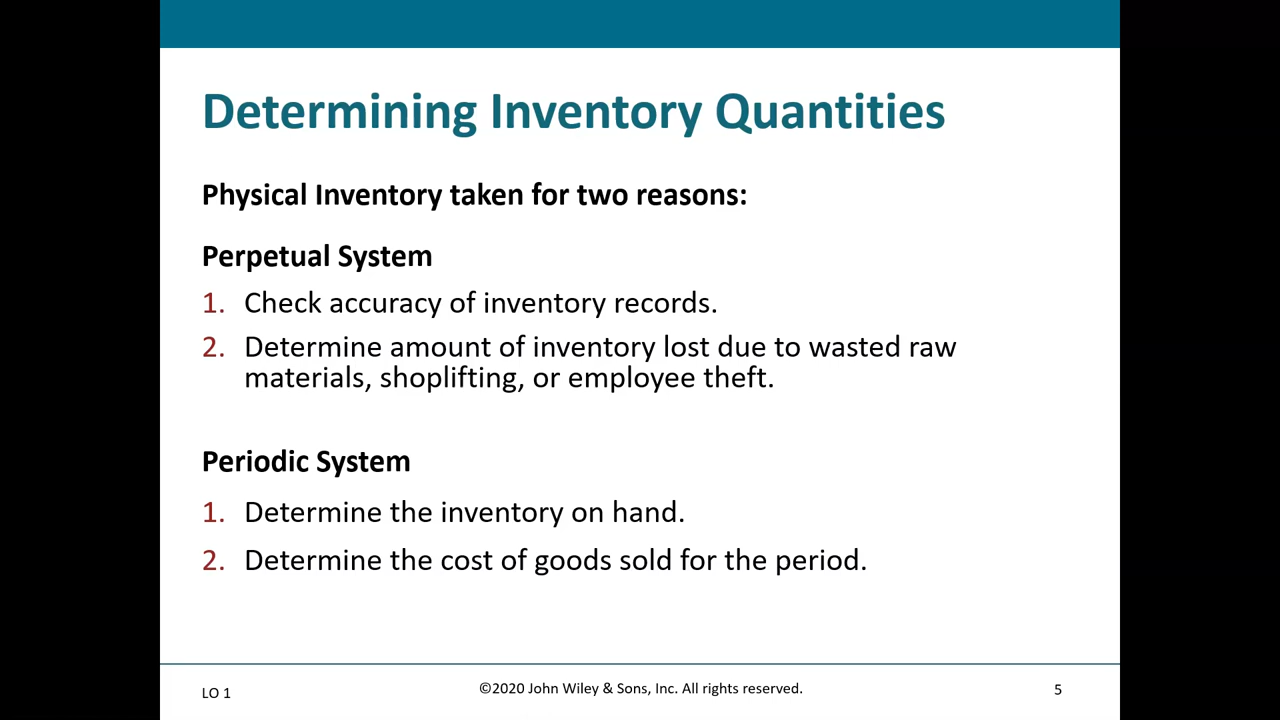 Determining Inventory Quantities
Physical Inventory taken for two reasons:
Perpetual System
1. Check accuracy of inventory records.
2. Determine amount of inventory lost due to wasted raw
materials, shoplifting, or employee theft.
Periodic System
1. Determine the inventory on hand.
2. Determine the cost of goods sold for the period.
LO 1
©2020 John Wiley & Sons, Inc. All rights reserved.
5